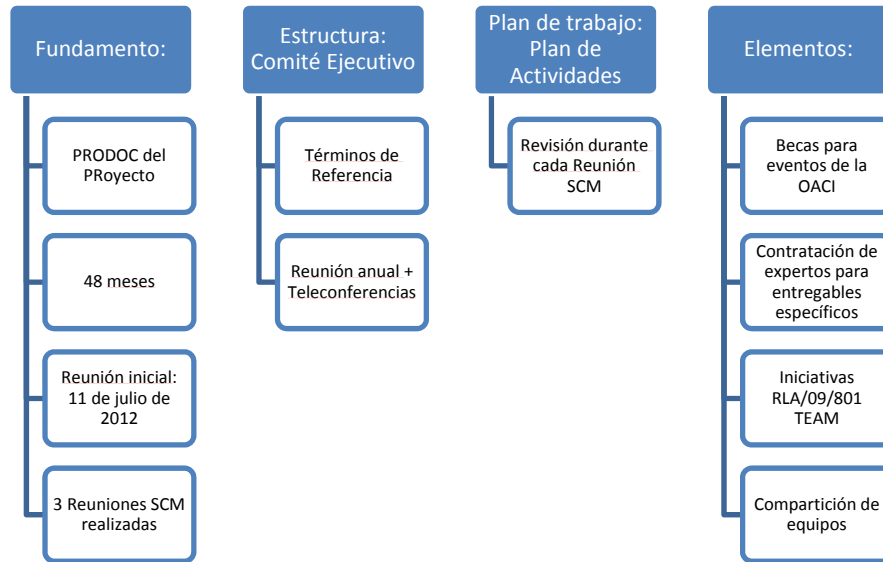 Fundamento:
PRODOC del
PRoyecto
48 meses
Reunión inicial:
11 de julio de
2012
3 Reuniones SCM
realizadas
Estructura:
Comité Ejecutivo
Términos de
Referencia
Reunión anual +
Teleconferencias
Plan de trabajo:
Plan de
Actividades
Revisión durante
cada Reunión
SCM
Elementos:
Becas para
eventos de la
OACI
Contratación de
expertos para
entregables
específicos
Iniciativas
RLA/09/801
TEAM
Compartición de
equipos